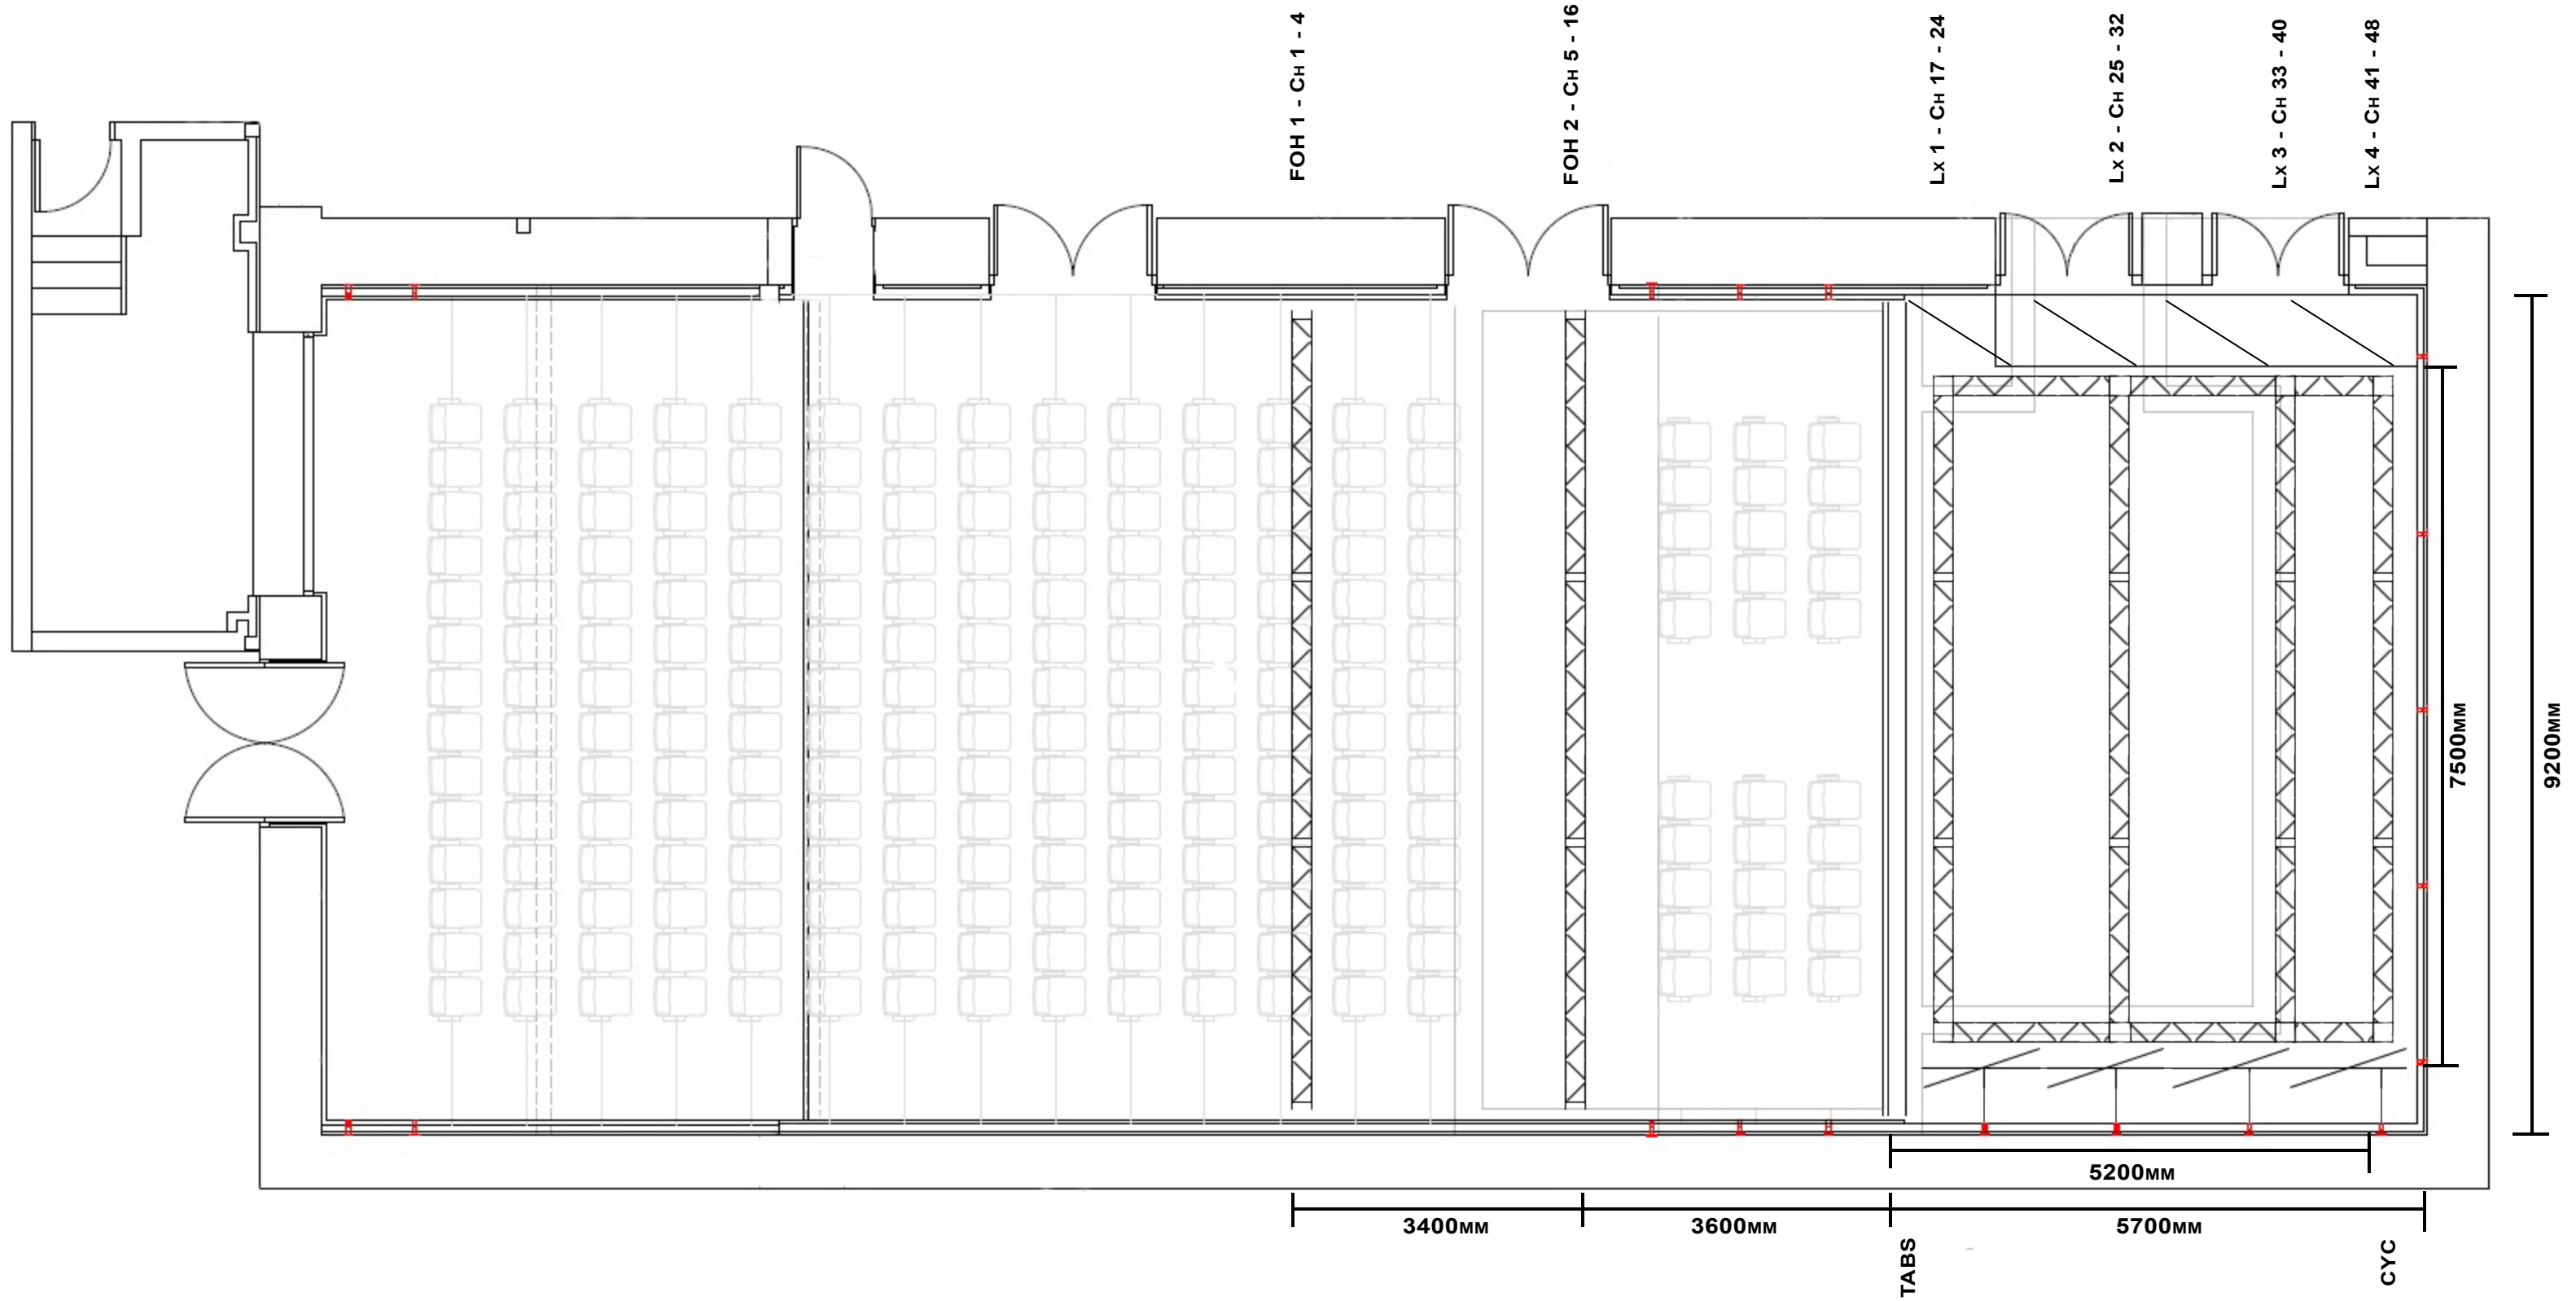 FOH 1 - Ch 1 - 4
FOH 2 - Ch 5 - 16
Lx 1 - Ch 17 - 24
Lx 2 - Ch 25 - 32
Lx 3 - Ch 33 - 40
Lx 4 - Ch 41 - 48
7500mm
9200mm
5200mm
3400mm
3600mm
5700mm
TABS
CYC